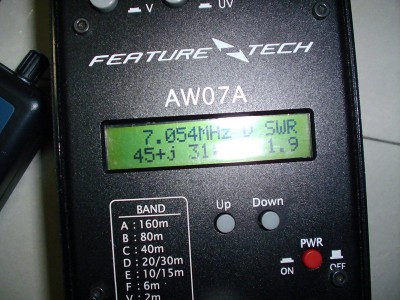 V UV
FEATURE TECH
AW07A
7.054MHz U SWR
45+j 31 1.9
BAND
A : 160m
B : 80m
C : 40m
D : 20/30m
E : 10/15m
F : 6m
V : 2m
Up Down
PWR
ON OFF